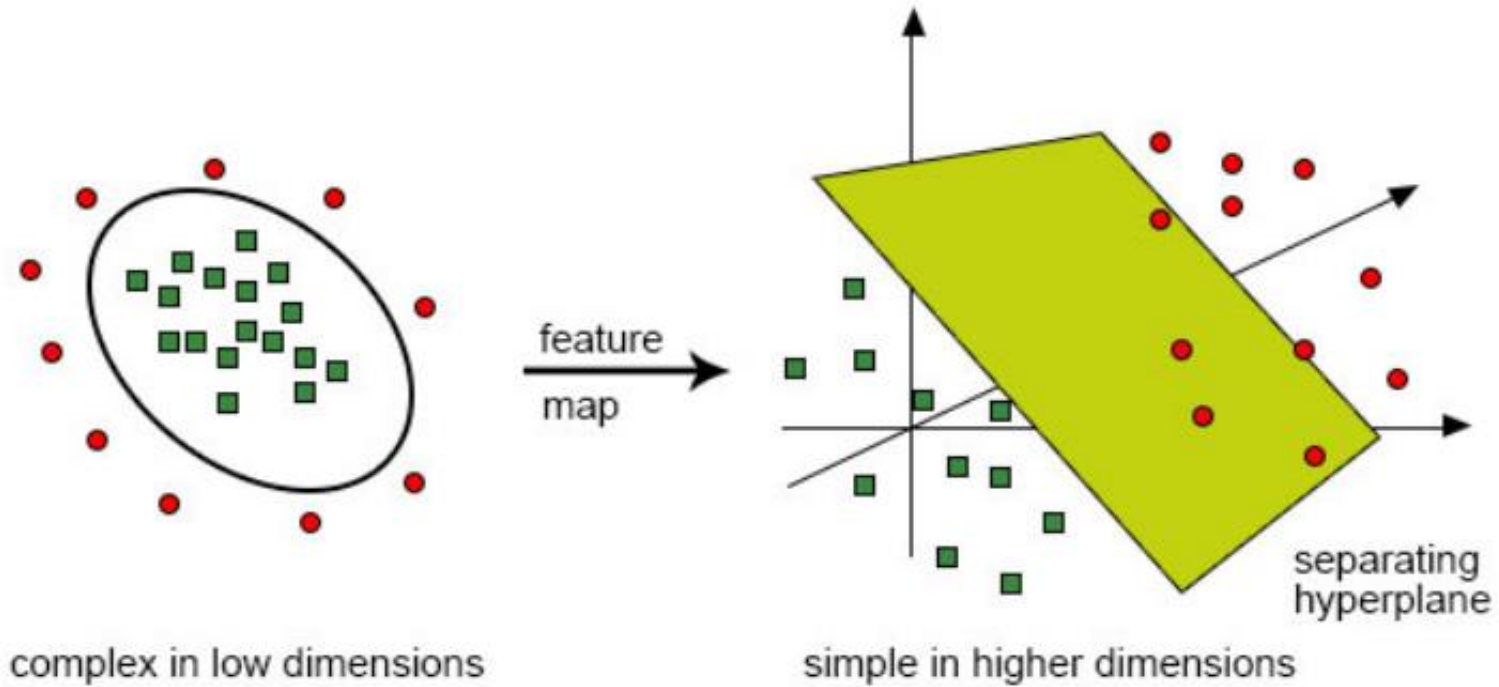 feature
map
separating
hyperplane
complex in low dimensions
simple in higher dimensions